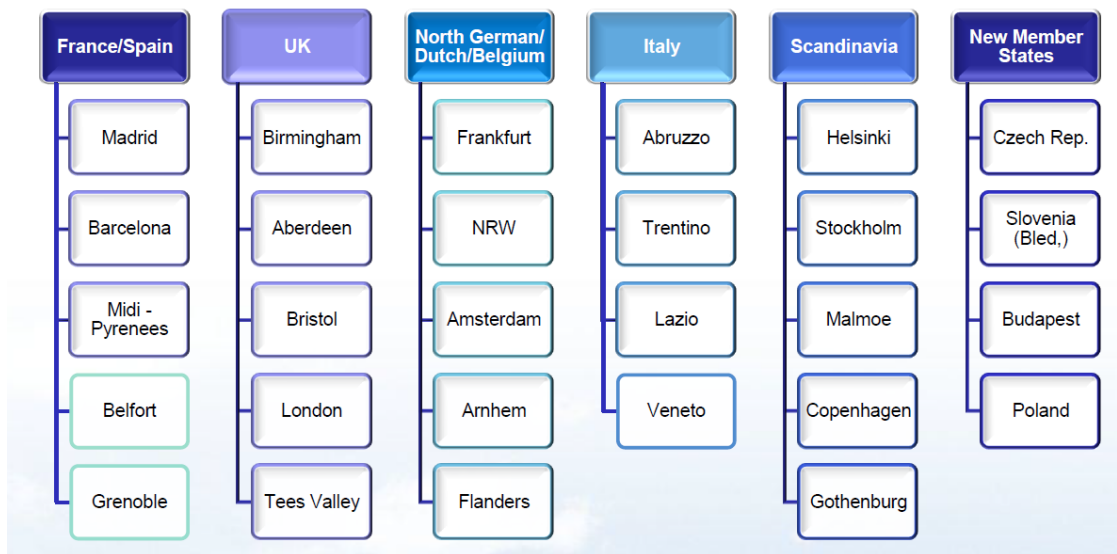 France/Spain
Madrid
Barcelona
Midi -
Pyrenees
Belfort
Grenoble
UK
Birmingham
Aberdeen
Bristol
London
Tees Valley
North German/
Dutch/Belgium
Frankfurt
NRW
Amsterdam
Arnhem
Flanders
Italy
Abruzzo
Trentino
Lazio
Veneto
Scandinavia
Helsinki
Stockholm
Malmoe
Copenhagen
Gothenburg
New Member
States
Czech Rep.
Slovenia
(Bled,)
Budapest
Poland